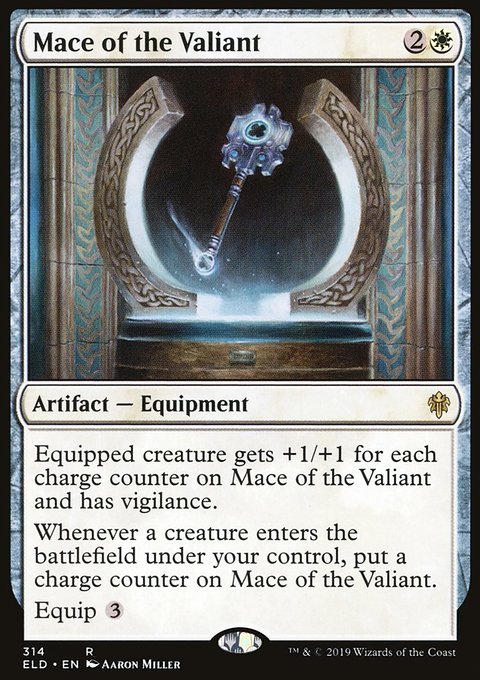 Mace of the Valiant 2
Artifact — Equipment
Equipped creature gets +1/+1 for each
charge counter on Mace of the Valiant
and has vigilance.
Whenever a creature enters the
battlefield under your control, put a
charge counter on Mace of the Valiant.
Equip 3
314 R
ELD • EN Aaron Miller
™ & © 2019 Wizards of the Coast